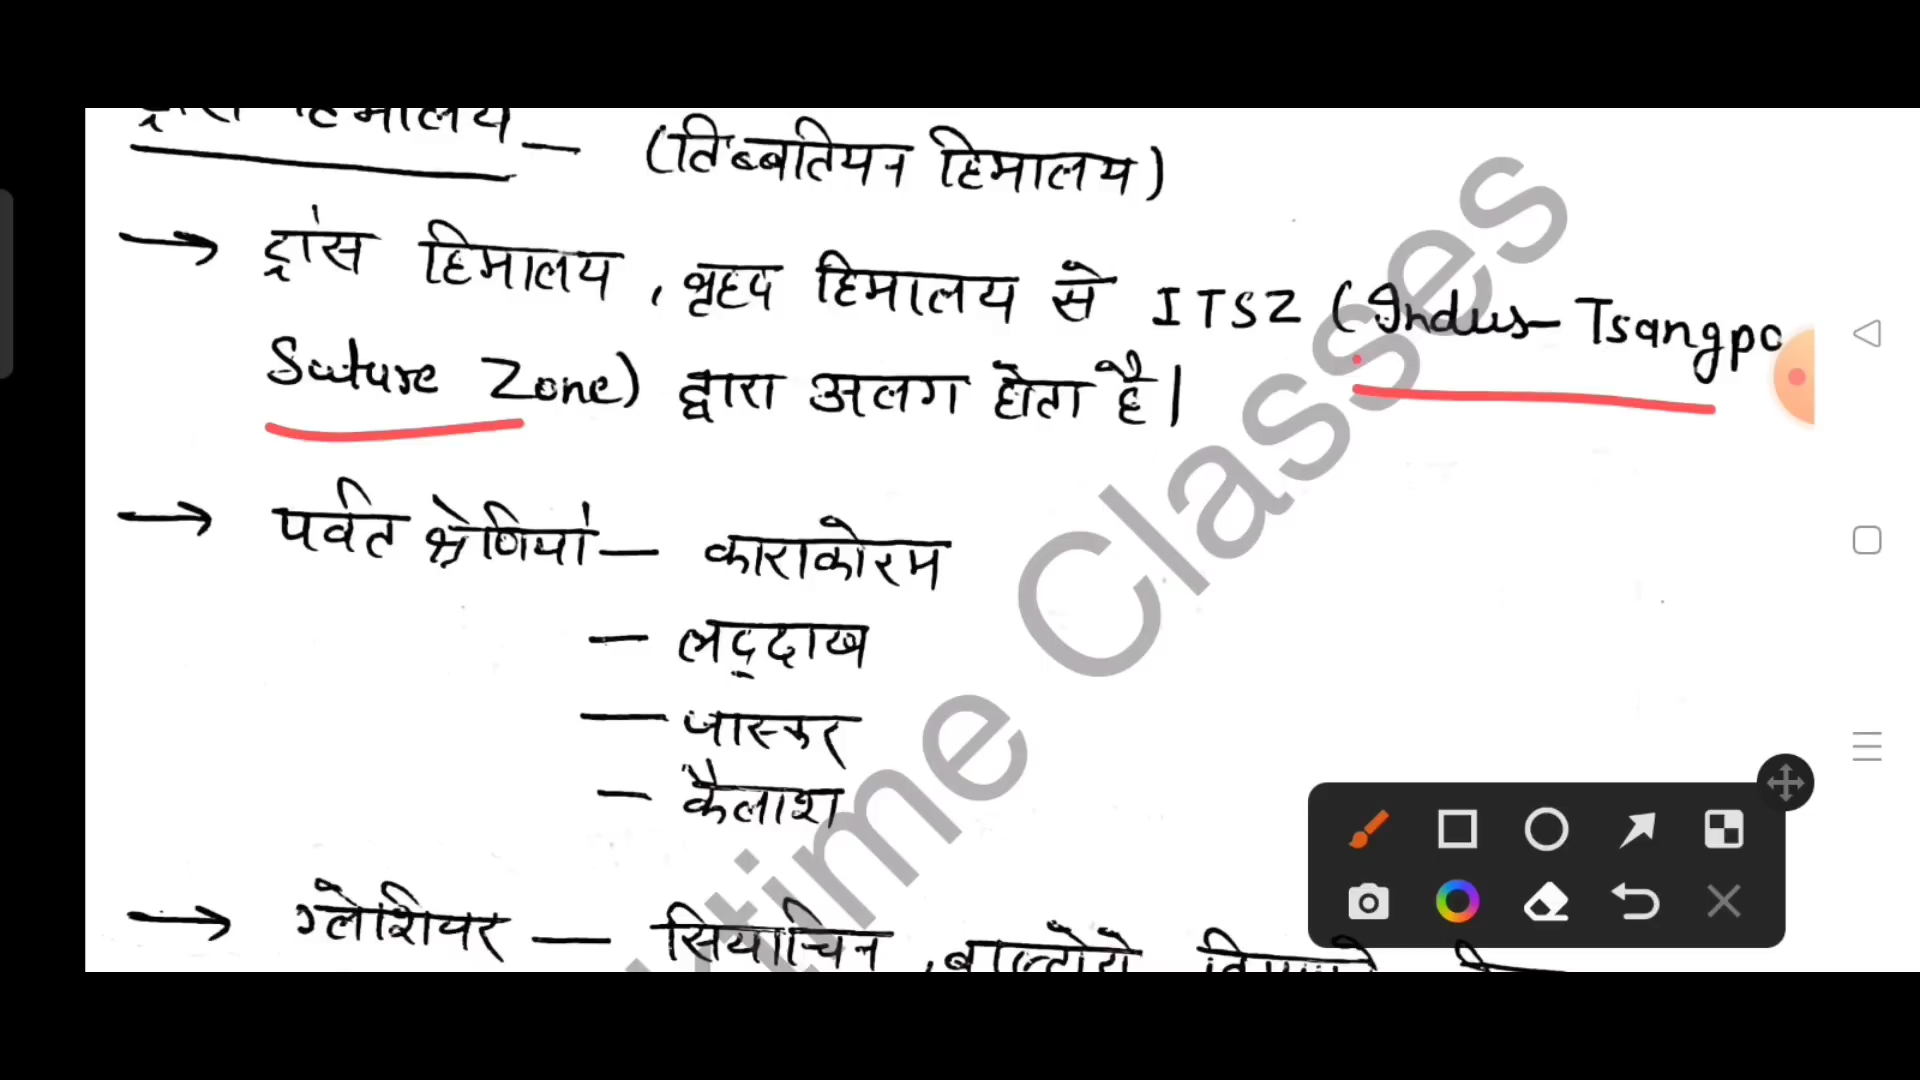 ट्रांस हिमालय — (तिब्बतियन हिमालय)
→ ट्रांस हिमालय, बृहद हिमालय से ITSZ (Indus-Tsangpo
Suture Zone) द्वारा अलग होता है।
→ पर्वत श्रेणियां — काराकोरम
— लद्दाख
— जास्कर
— कैलाश
→ ग्लेशियर — सियाचिन, बाल्टोरो
time Classes